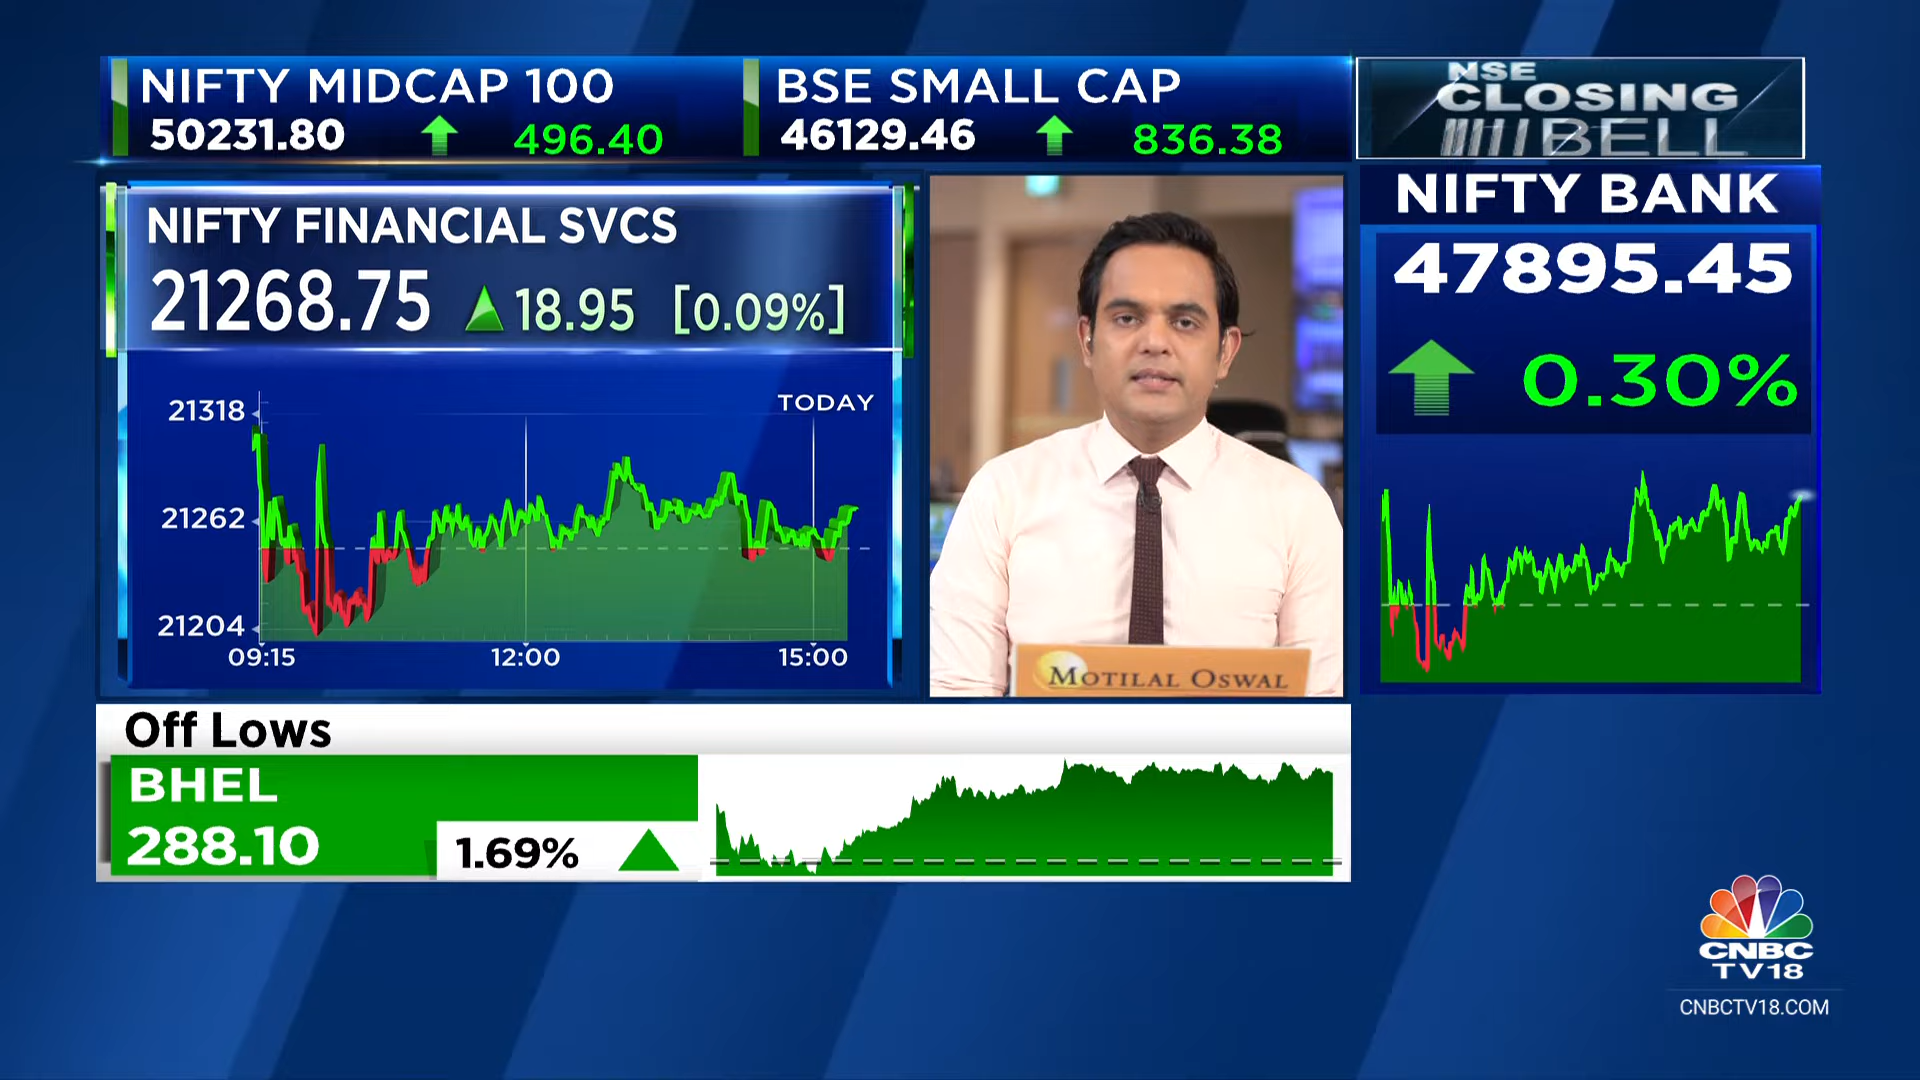 NIFTY MIDCAP 100
50231.80 496.40
BSE SMALL CAP
46129.46 836.38
NSE
CLOSING
BELL
NIFTY FINANCIAL SVCS
21268.75 18.95 [0.09%]
TODAY
21318
21262
21204
09:15 12:00 15:00
MOTILAL OSWAL
NIFTY BANK
47895.45
0.30%
Off Lows
BHEL
288.10
1.69%
CNBC
TV18
CNBCTV18.COM